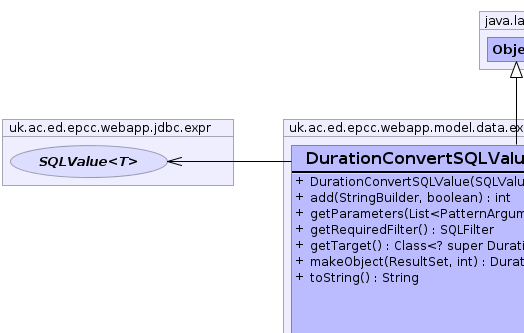 java.la
Obje
uk.ac.ed.epcc.webapp.jdbc.expr
uk.ac.ed.epcc.webapp.model.data.ex
SQLValue<T>
DurationConvertSQLValu
+ DurationConvertSQLValue(SQLValu
+ add(StringBuilder, boolean) : int
+ getParameters(List<PatternArgum
+ getRequiredFilter() : SQLFilter
+ getTarget() : Class<? super Durati
+ makeObject(ResultSet, int) : Durat
+ toString() : String